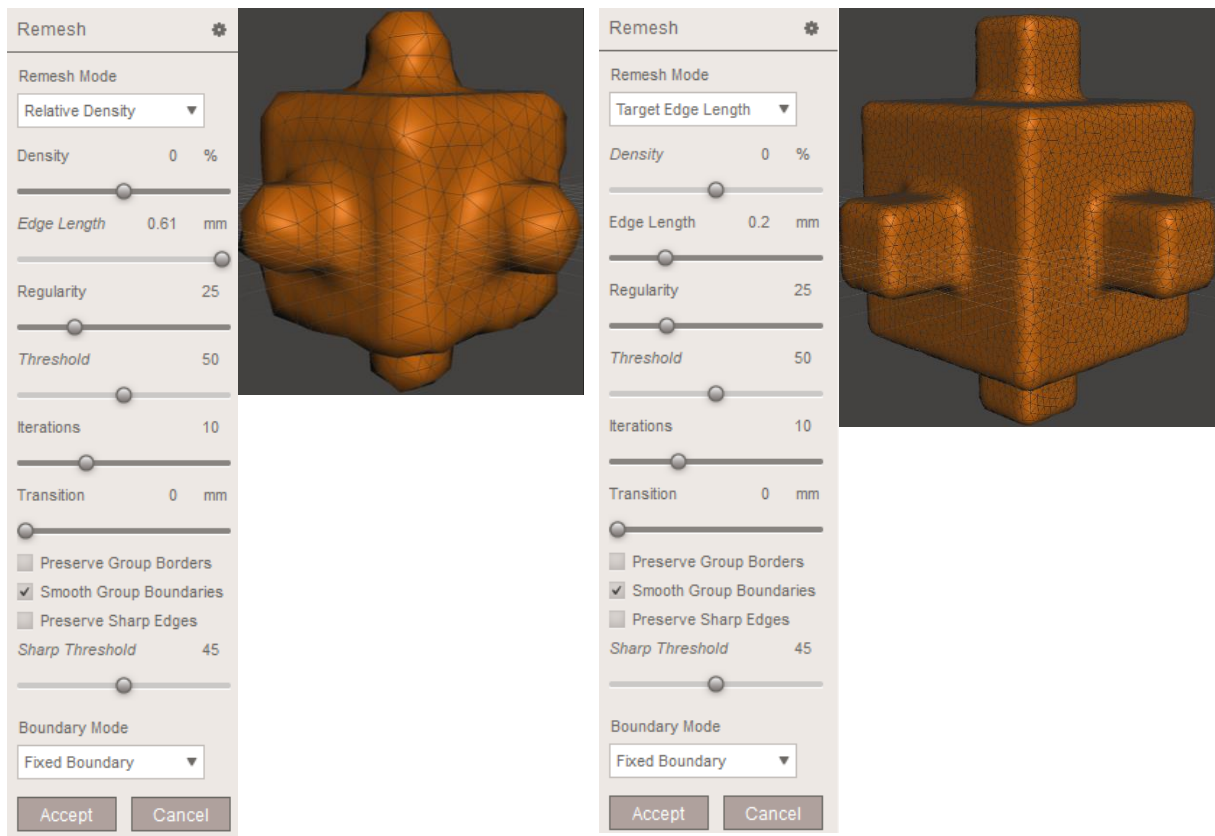 Remesh
Remesh Mode
Relative Density
Density 0 %
Edge Length 0.61 mm
Regularity 25
Threshold 50
Iterations 10
Transition 0 mm
Preserve Group Borders
Smooth Group Boundaries
Preserve Sharp Edges
Sharp Threshold 45
Boundary Mode
Fixed Boundary
Accept Cancel
Remesh
Remesh Mode
Target Edge Length
Density 0 %
Edge Length 0.2 mm
Regularity 25
Threshold 50
Iterations 10
Transition 0 mm
Preserve Group Borders
Smooth Group Boundaries
Preserve Sharp Edges
Sharp Threshold 45
Boundary Mode
Fixed Boundary
Accept Cancel